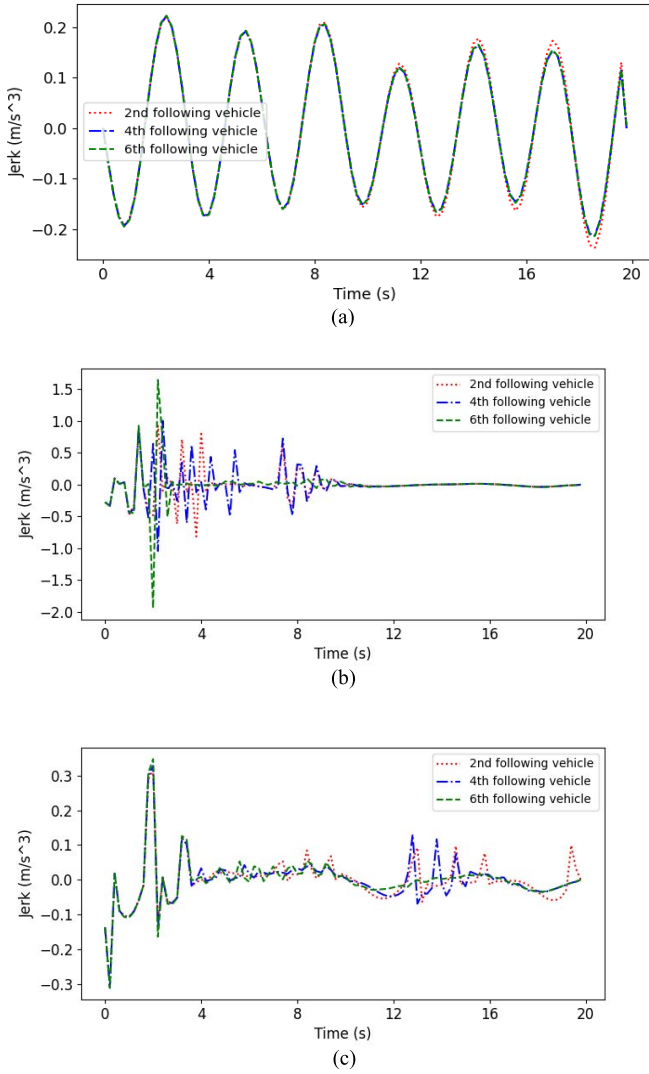 0.2
0.1
0.0
−0.1
−0.2
Jerk (m/s^3)
2nd following vehicle
4th following vehicle
6th following vehicle
0 4 8 12 16 20
Time (s)
(a)
1.5
1.0
0.5
0.0
−0.5
−1.0
−1.5
−2.0
Jerk (m/s^3)
2nd following vehicle
4th following vehicle
6th following vehicle
0 4 8 12 16 20
Time (s)
(b)
0.3
0.2
0.1
0.0
−0.1
−0.2
−0.3
Jerk (m/s^3)
2nd following vehicle
4th following vehicle
6th following vehicle
0 4 8 12 16 20
Time (s)
(c)